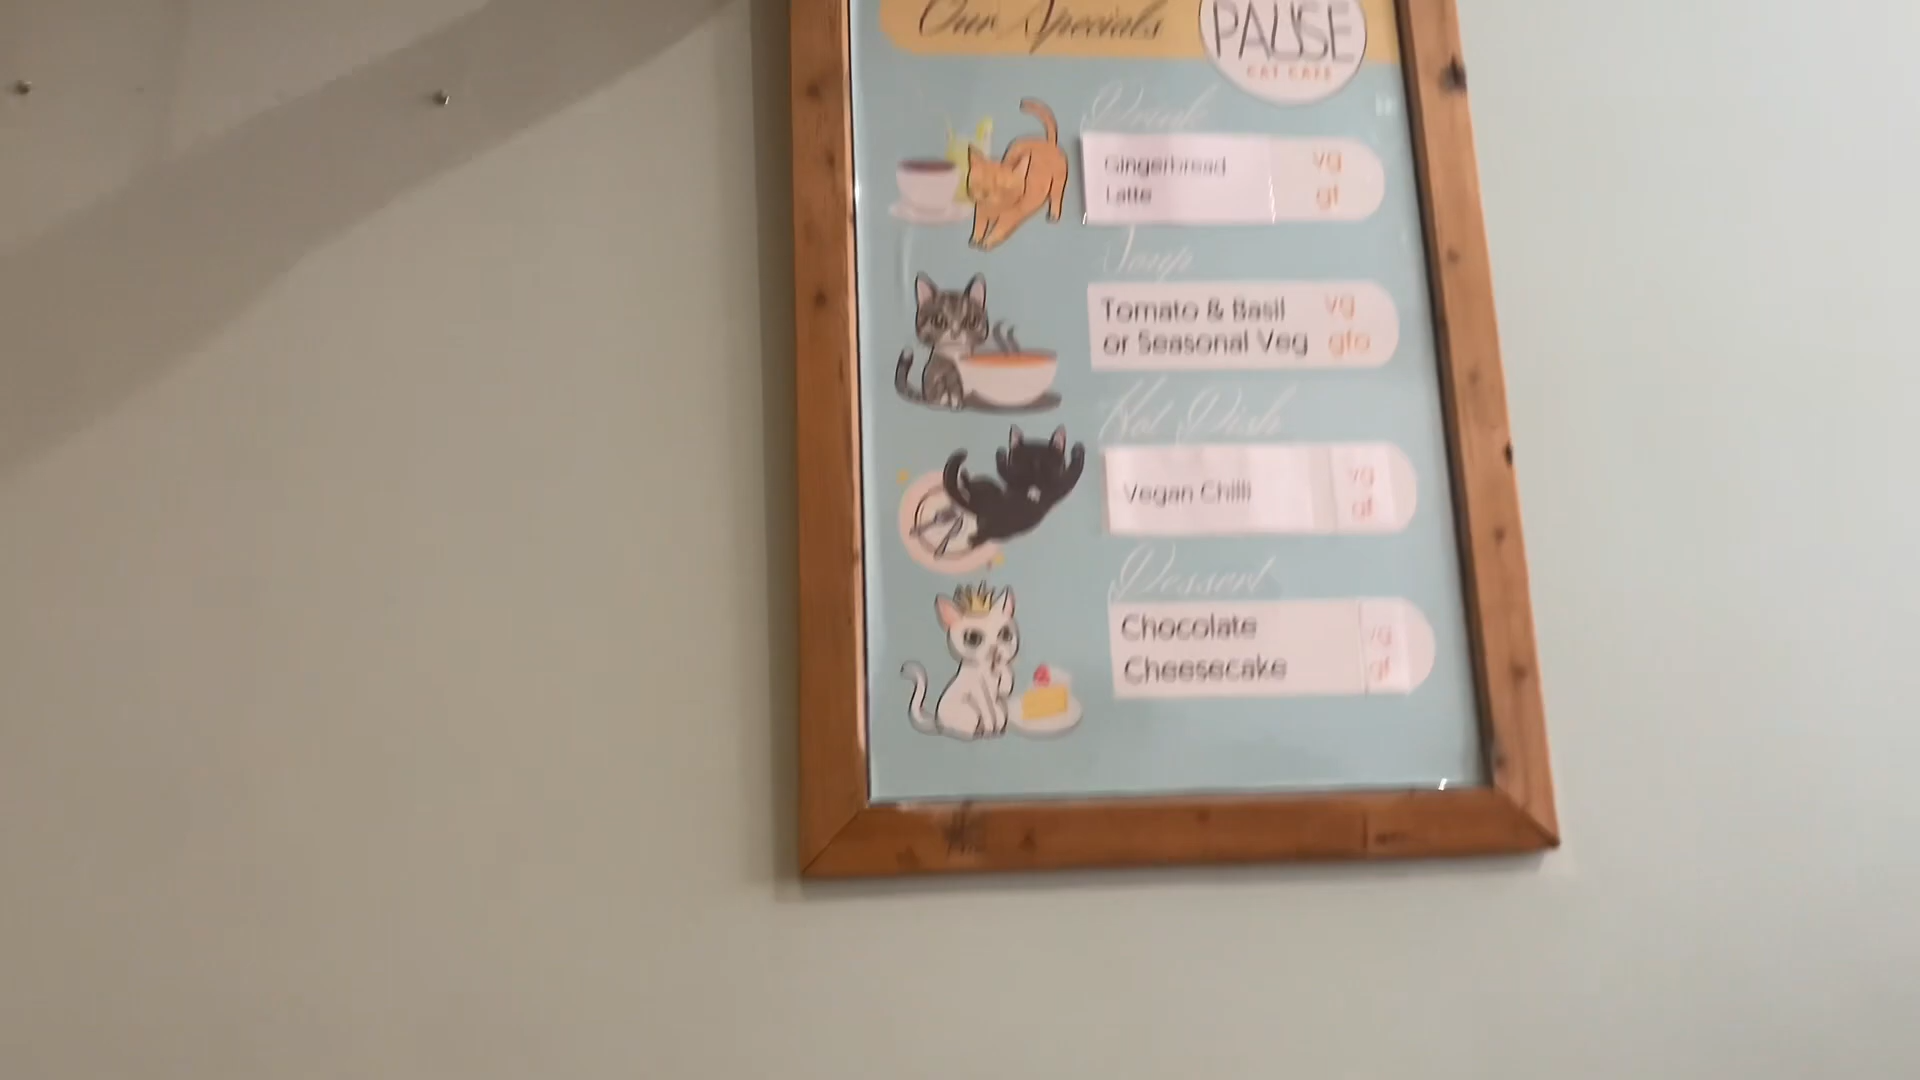 Our Specials
PAUSE
CAT CAFE
Drink
Gingerbread
Latte
vg
gf
Soup
Tomato & Basil
or Seasonal Veg
vg
gfo
Hot Dish
Vegan Chilli
vg
gf
Dessert
Chocolate
Cheesecake
vg
gf